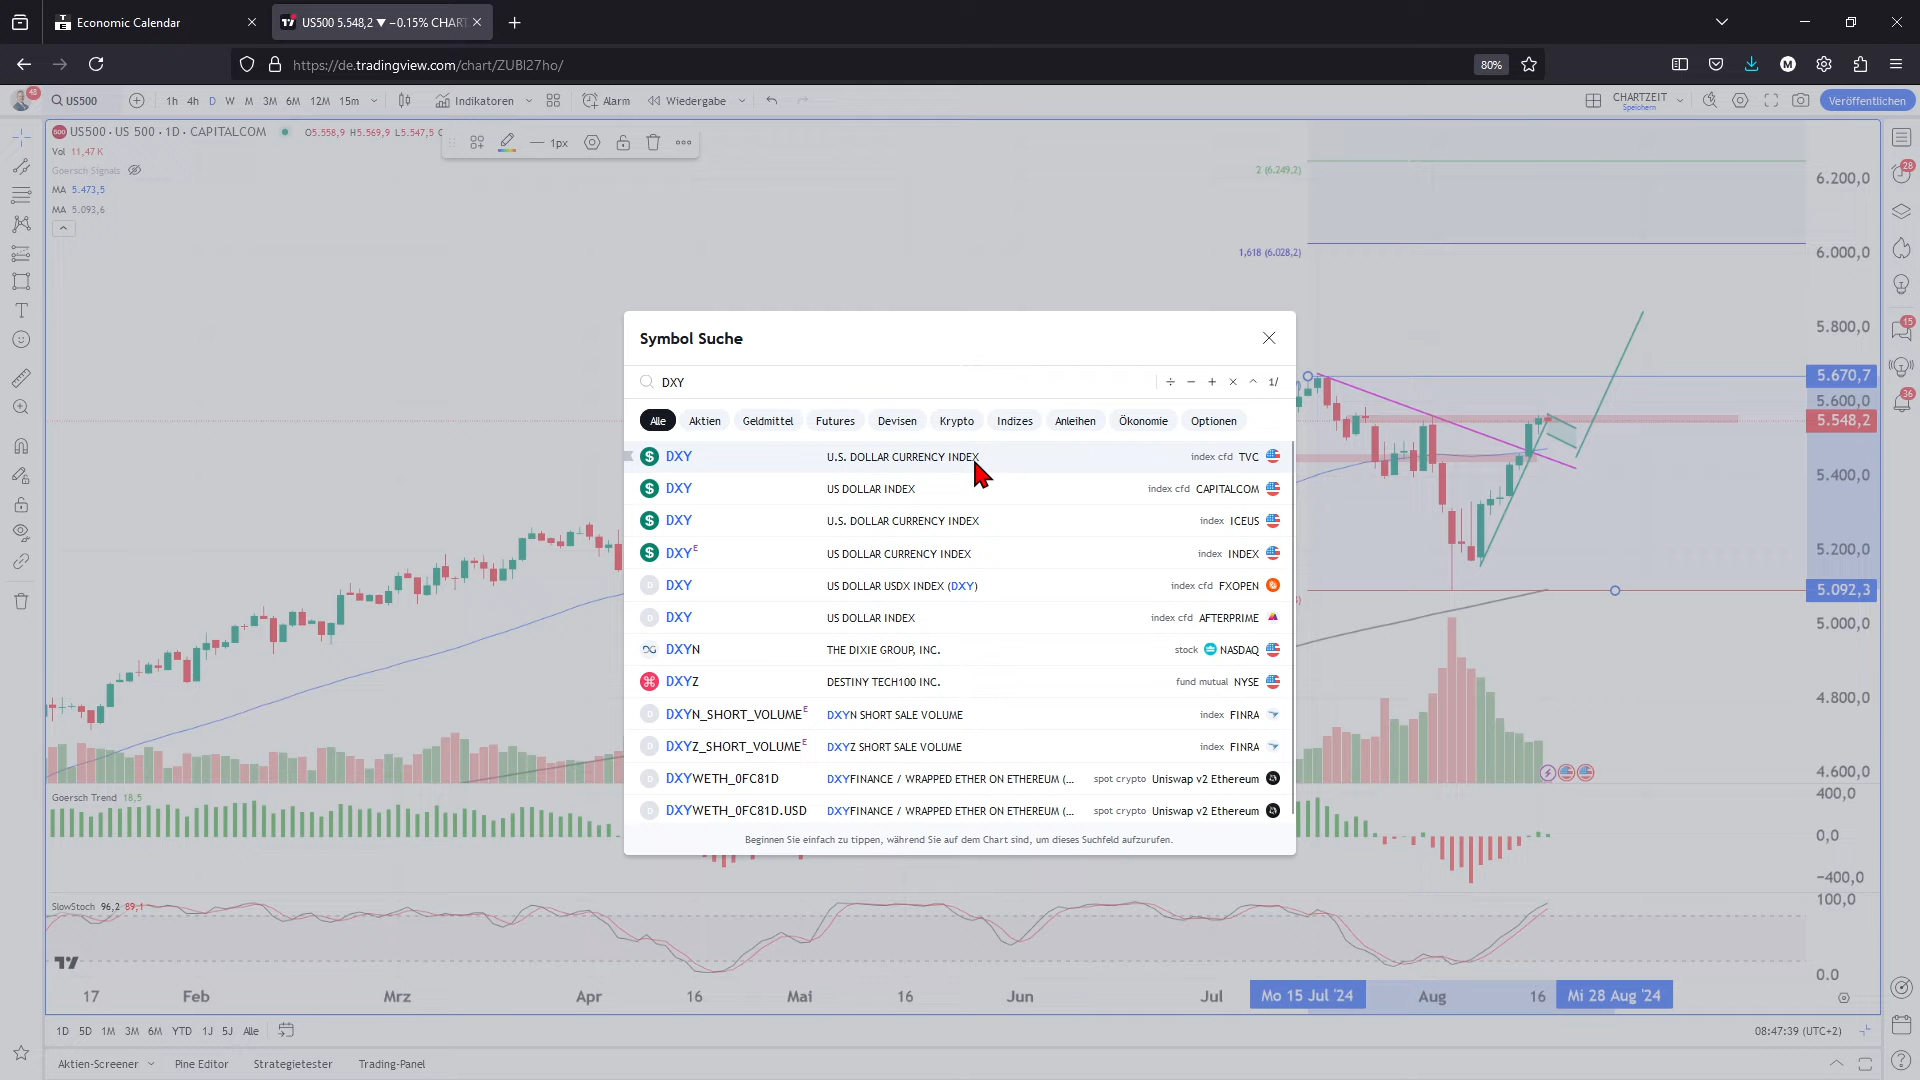 Economic Calendar
US500 5.548,2 ▼ −0.15% CHART
https://de.tradingview.com/chart/ZUBI27ho/
80%
48
US500
1h 4h D W M 3M 6M 12M 15m
Indikatoren
Alarm
Wiedergabe
CHARTZEIT
Speichern
Veröffentlichen
US500 · US 500 · 1D · CAPITALCOM
O5.558,9 H5.569,9 L5.547,5
1px
Vol 11,47 K
Goersch Signals
MA 5.473,5
MA 5.093,6
2 (6.249,2)
1,618 (6.028,2)
6.200,0
6.000,0
5.800,0
5.670,7
5.600,0
5.548,2
5.400,0
5.200,0
5.092,3
5.000,0
4.800,0
4.600,0
28
15
36
Symbol Suche
DXY
1/
Alle
Aktien
Geldmittel
Futures
Devisen
Krypto
Indizes
Anleihen
Ökonomie
Optionen
DXY U.S. DOLLAR CURRENCY INDEX index cfd TVC
DXY US DOLLAR INDEX index cfd CAPITALCOM
DXY U.S. DOLLAR CURRENCY INDEX index ICEUS
DXY E US DOLLAR CURRENCY INDEX index INDEX
D DXY US DOLLAR USDX INDEX (DXY) index cfd FXOPEN
D DXY US DOLLAR INDEX index cfd AFTERPRIME
DXYN THE DIXIE GROUP, INC. stock NASDAQ
DXYZ DESTINY TECH100 INC. fund mutual NYSE
D DXYN_SHORT_VOLUME E DXYN SHORT SALE VOLUME index FINRA
D DXYZ_SHORT_VOLUME E DXYZ SHORT SALE VOLUME index FINRA
D DXYWETH_0FC81D DXYFINANCE / WRAPPED ETHER ON ETHEREUM (... spot crypto Uniswap v2 Ethereum
D DXYWETH_0FC81D.USD DXYFINANCE / WRAPPED ETHER ON ETHEREUM (... spot crypto Uniswap v2 Ethereum
Beginnen Sie einfach zu tippen, während Sie auf dem Chart sind, um dieses Suchfeld aufzurufen.
Goersch Trend 18,5
400,0
0,0
−400,0
SlowStoch 96,2 89,1
100,0
0.0
17 Feb Mrz Apr 16 Mai 16 Jun Jul Mo 15 Jul '24 Aug 16 Mi 28 Aug '24
1D 5D 1M 3M 6M YTD 1J 5J Alle
08:47:39 (UTC+2)
Aktien-Screener
Pine Editor
Strategietester
Trading-Panel